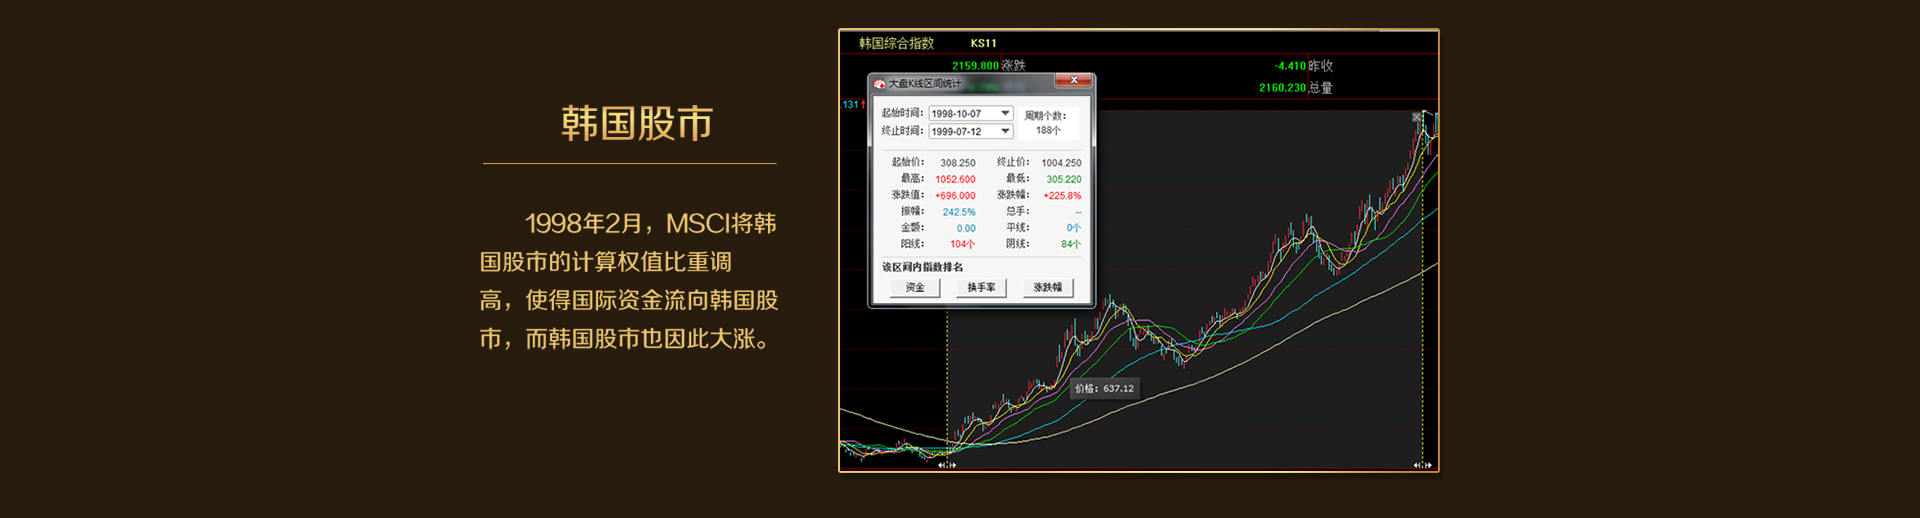 韩国股市
1998年2月，MSCI将韩
国股市的计算权值比重调
高，使得国际资金流向韩国股
市，而韩国股市也因此大涨。
韩国综合指数 KS11
2159.800 涨跌 -4.410 昨收
2160.230 总量
.131
大盘K线区间统计
起始时间： 1998-10-07 周期个数：
终止时间： 1999-07-12 188个
起始价： 308.250 终止价： 1004.250
最高： 1052.600 最低： 305.220
涨跌值： +696.000 涨跌幅： +225.8%
振幅： 242.5% 总手： --
金额： 0.00 平线： 0个
阳线： 104个 阴线： 84个
该区间内指数排名
资金 换手率 涨跌幅
价格：637.12